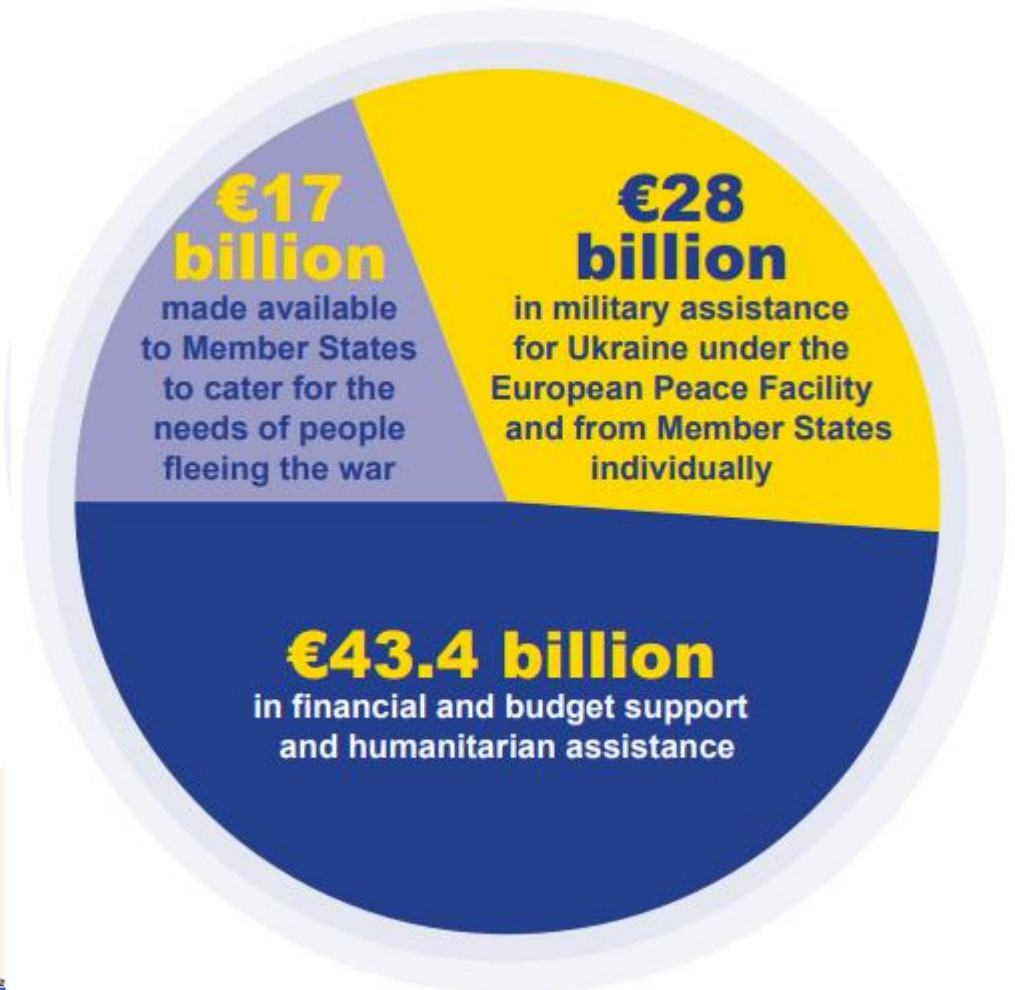 €17
billion
made available
to Member States
to cater for the
needs of people
fleeing the war
€28
billion
in military assistance
for Ukraine under the
European Peace Facility
and from Member States
individually
€43.4 billion
in financial and budget support
and humanitarian assistance